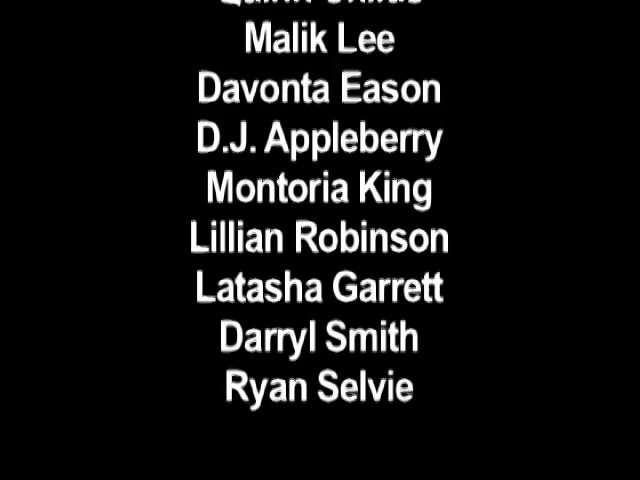 Malik Lee
Davonta Eason
D.J. Appleberry
Montoria King
Lillian Robinson
Latasha Garrett
Darryl Smith
Ryan Selvie